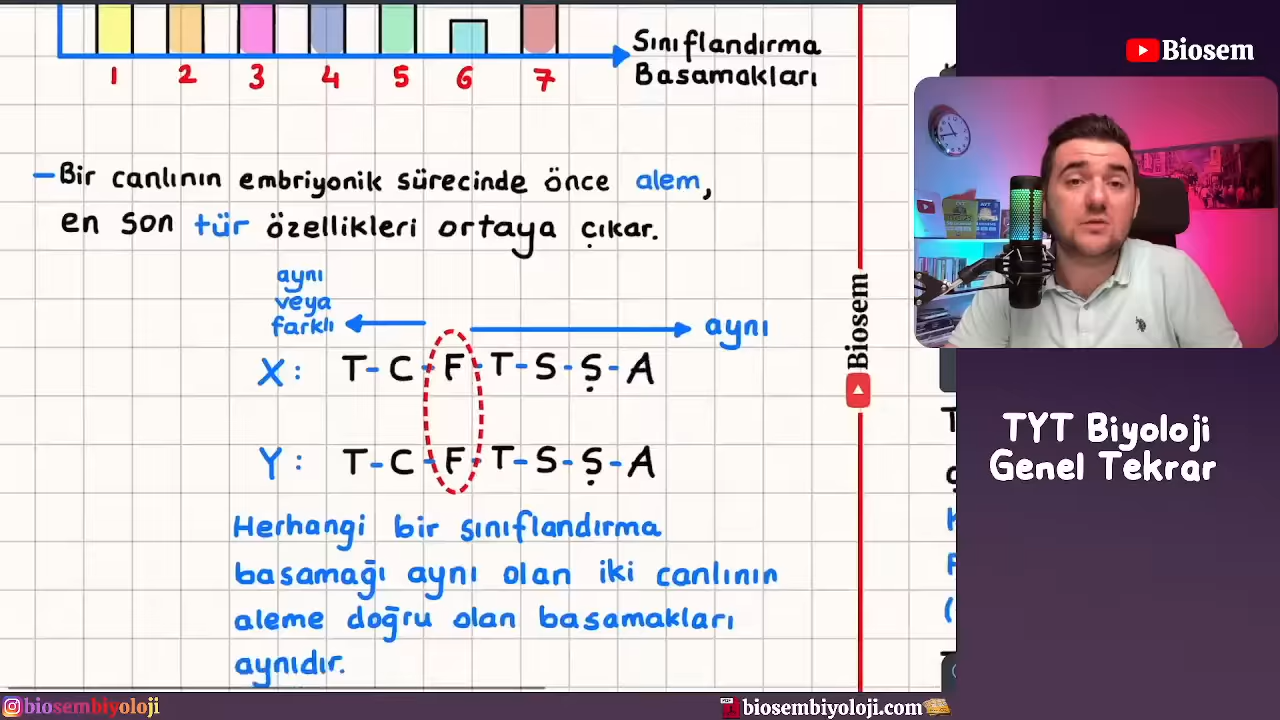 Sınıflandırma
Basamakları
1 2 3 4 5 6 7
- Bir canlının embriyonik sürecinde önce alem,
en son tür özellikleri ortaya çıkar.
aynı
veya
farklı
aynı
X: T-C-F-T-S-Ş-A
Y: T-C-F-T-S-Ş-A
Herhangi bir sınıflandırma
basamağı aynı olan iki canlının
aleme doğru olan basamakları
aynıdır.
Biosem
Biosem
TYT Biyoloji
Genel Tekrar
biosembiyoloji
biosembiyoloji.com